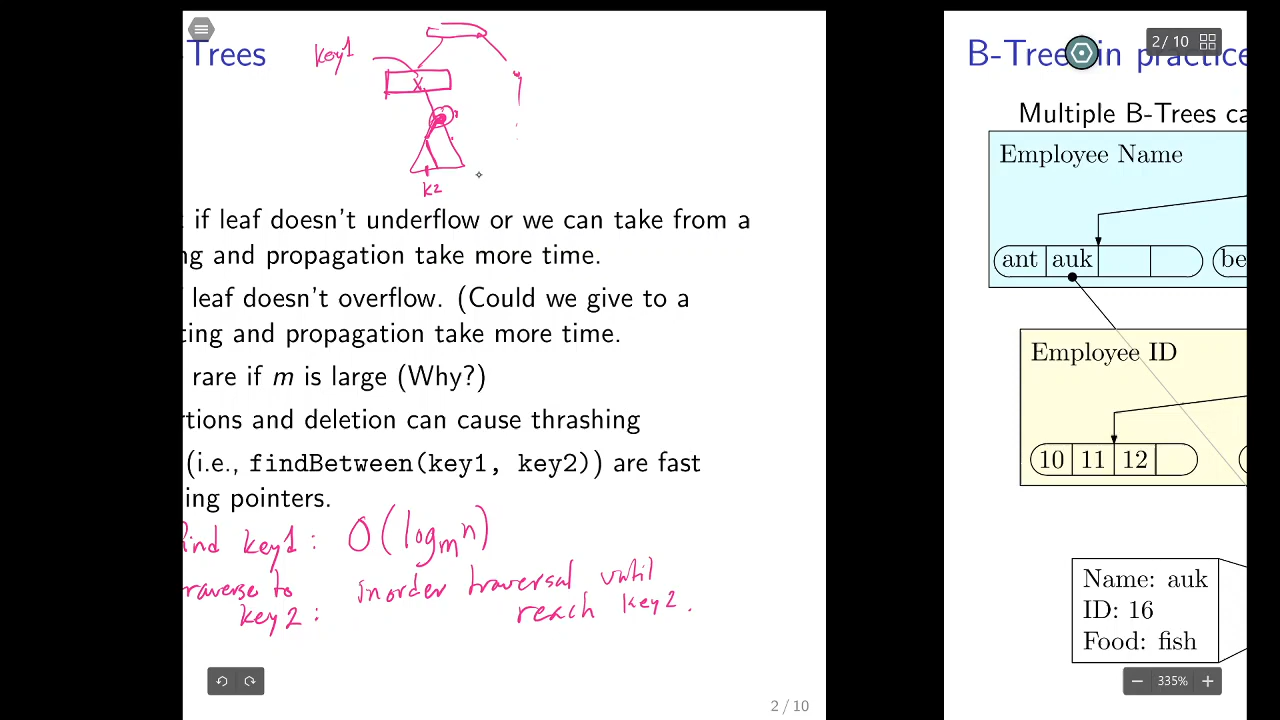 Trees
key1
X
k2
if leaf doesn't underflow or we can take from a
ng and propagation take more time.
leaf doesn't overflow. (Could we give to a
ting and propagation take more time.
rare if m is large (Why?)
rtions and deletion can cause thrashing
(i.e., findBetween(key1, key2)) are fast
ing pointers.
find key1: O(log_m n)
raverse to inorder traversal until
key2: reach key2.
2 / 10
B-Tree in practice
2 / 10
Multiple B-Trees ca
Employee Name
ant auk be
Employee ID
10 11 12
Name: auk
ID: 16
Food: fish
335%